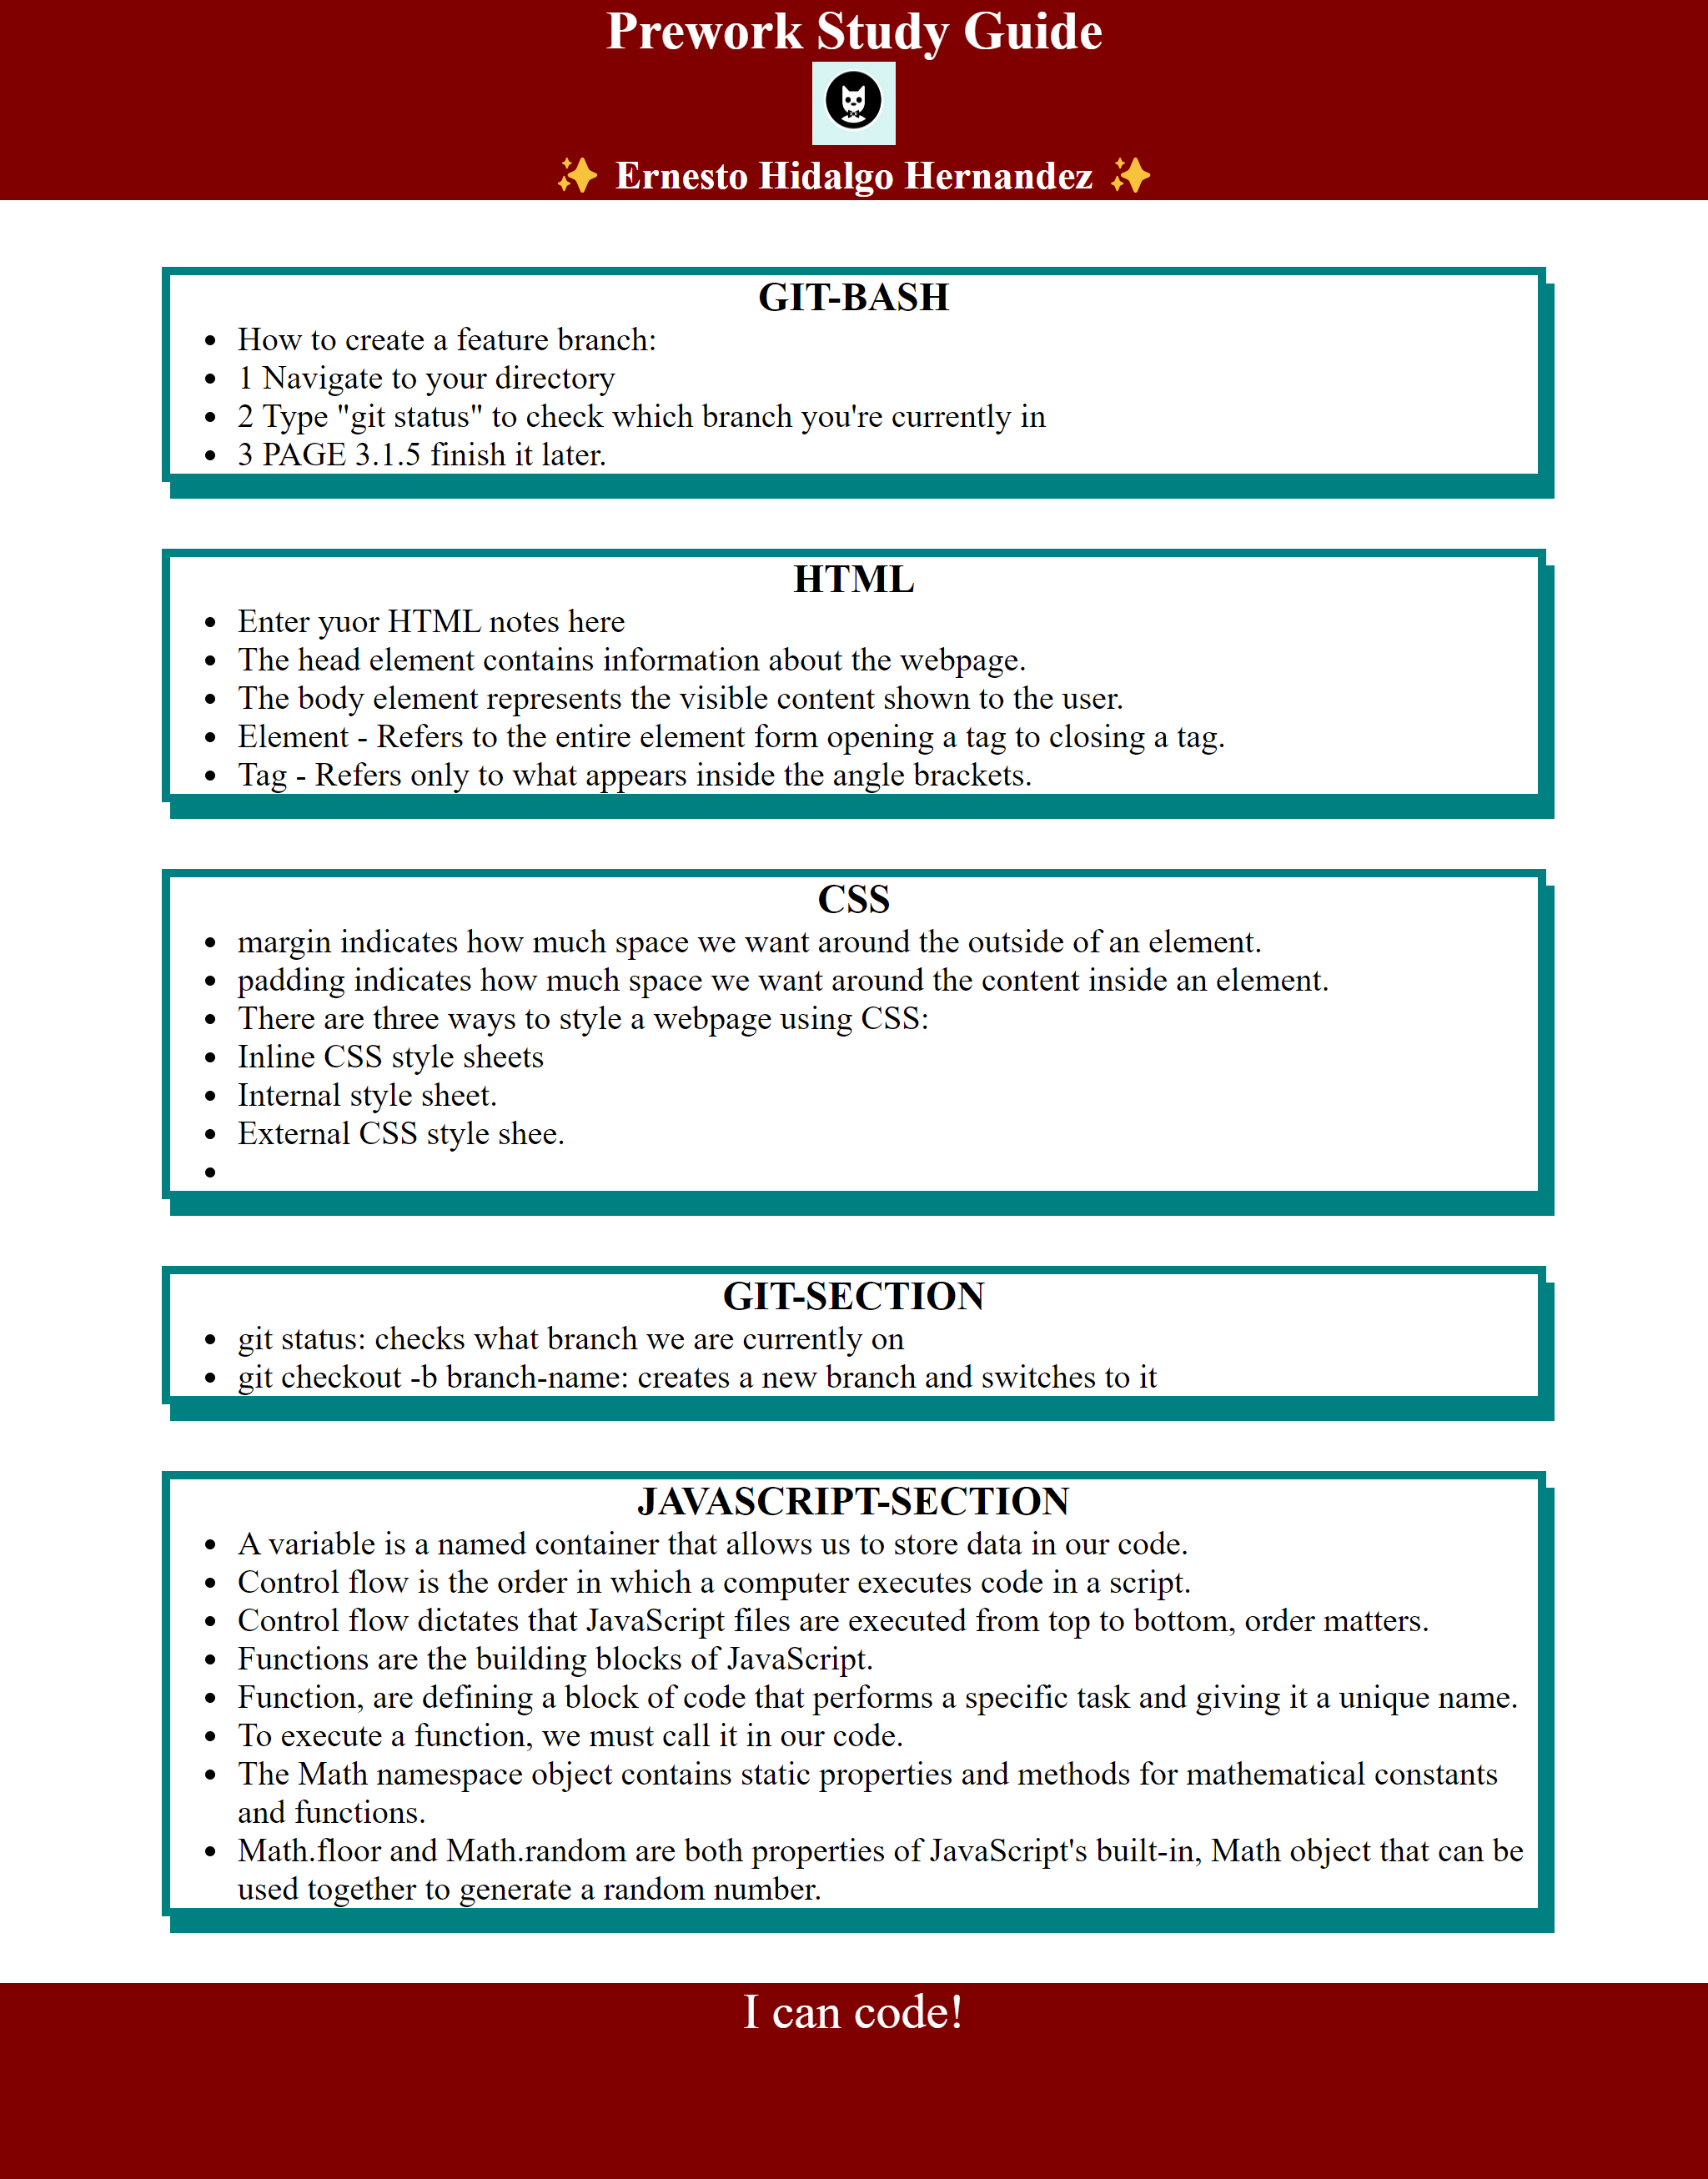 Prework Study Guide
✨ Ernesto Hidalgo Hernandez ✨
GIT-BASH
How to create a feature branch:
1 Navigate to your directory
2 Type "git status" to check which branch you're currently in
3 PAGE 3.1.5 finish it later.
HTML
Enter yuor HTML notes here
The head element contains information about the webpage.
The body element represents the visible content shown to the user.
Element - Refers to the entire element form opening a tag to closing a tag.
Tag - Refers only to what appears inside the angle brackets.
CSS
margin indicates how much space we want around the outside of an element.
padding indicates how much space we want around the content inside an element.
There are three ways to style a webpage using CSS:
Inline CSS style sheets
Internal style sheet.
External CSS style shee.
GIT-SECTION
git status: checks what branch we are currently on
git checkout -b branch-name: creates a new branch and switches to it
JAVASCRIPT-SECTION
A variable is a named container that allows us to store data in our code.
Control flow is the order in which a computer executes code in a script.
Control flow dictates that JavaScript files are executed from top to bottom, order matters.
Functions are the building blocks of JavaScript.
Function, are defining a block of code that performs a specific task and giving it a unique name.
To execute a function, we must call it in our code.
The Math namespace object contains static properties and methods for mathematical constants
and functions.
Math.floor and Math.random are both properties of JavaScript's built-in, Math object that can be
used together to generate a random number.
I can code!